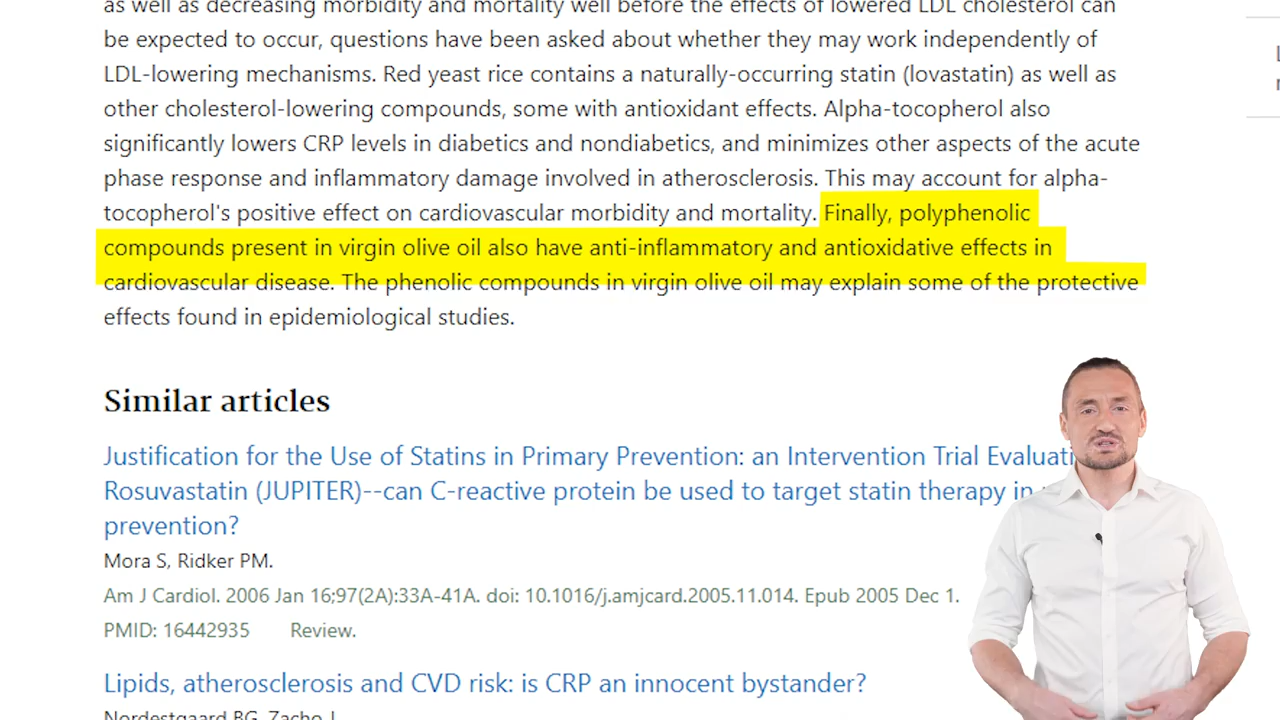 as well as decreasing morbidity and mortality well before the effects of lowered LDL cholesterol can
be expected to occur, questions have been asked about whether they may work independently of
LDL-lowering mechanisms. Red yeast rice contains a naturally-occurring statin (lovastatin) as well as
other cholesterol-lowering compounds, some with antioxidant effects. Alpha-tocopherol also
significantly lowers CRP levels in diabetics and nondiabetics, and minimizes other aspects of the acute
phase response and inflammatory damage involved in atherosclerosis. This may account for alpha-
tocopherol's positive effect on cardiovascular morbidity and mortality. Finally, polyphenolic
compounds present in virgin olive oil also have anti-inflammatory and antioxidative effects in
cardiovascular disease. The phenolic compounds in virgin olive oil may explain some of the protective
effects found in epidemiological studies.
Similar articles
Justification for the Use of Statins in Primary Prevention: an Intervention Trial
Rosuvastatin (JUPITER)--can C-reactive protein be used to target statin therapy in
prevention?
Mora S, Ridker PM.
Am J Cardiol. 2006 Jan 16;97(2A):33A-41A. doi: 10.1016/j.amjcard.2005.11.014. Epub 2005 Dec 1.
PMID: 16442935 Review.
Lipids, atherosclerosis and CVD risk: is CRP an innocent bystander?
Nordestgaard BG, Zacho J.